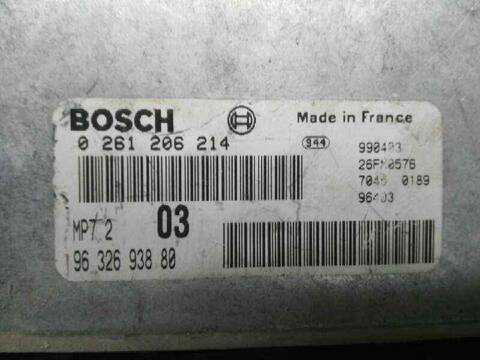 BOSCH
Made in France
0 261 206 214
344
990423
26FM0576
7046 0189
96403
MP7.2
03
96 326 938 80